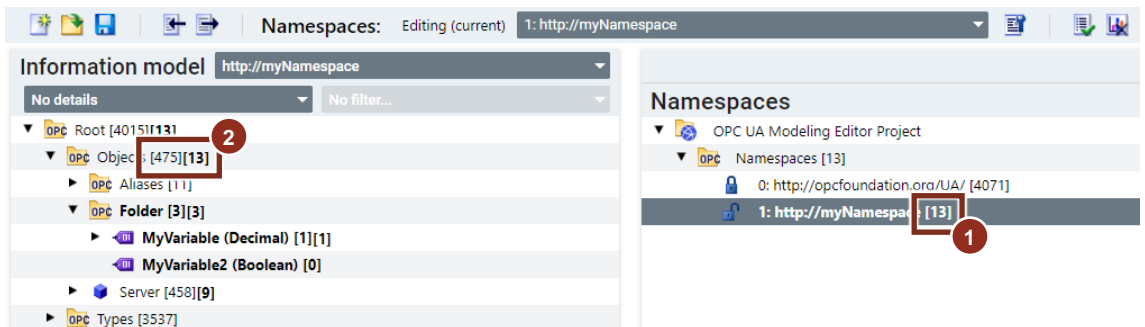 Namespaces: Editing (current) 1: http://myNamespace
Information model http://myNamespace
No details No filter...
OPC Root [4015][13]
2
OPC Objects [475][13]
OPC Aliases [11]
OPC Folder [3][3]
MyVariable (Decimal) [1][1]
MyVariable2 (Boolean) [0]
Server [458][9]
OPC Types [3537]
Namespaces
OPC UA Modeling Editor Project
OPC Namespaces [13]
0: http://opcfoundation.org/UA/ [4071]
1: http://myNamespace [13]
1